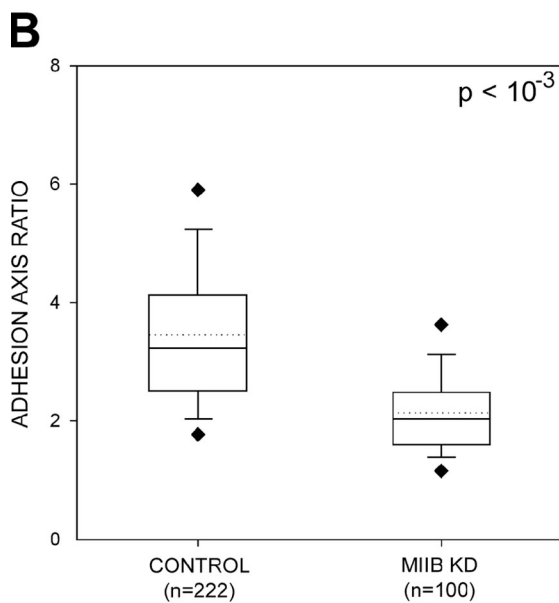 B
p < 10⁻³
8
6
4
2
0
ADHESION AXIS RATIO
CONTROL
(n=222)
MIIB KD
(n=100)